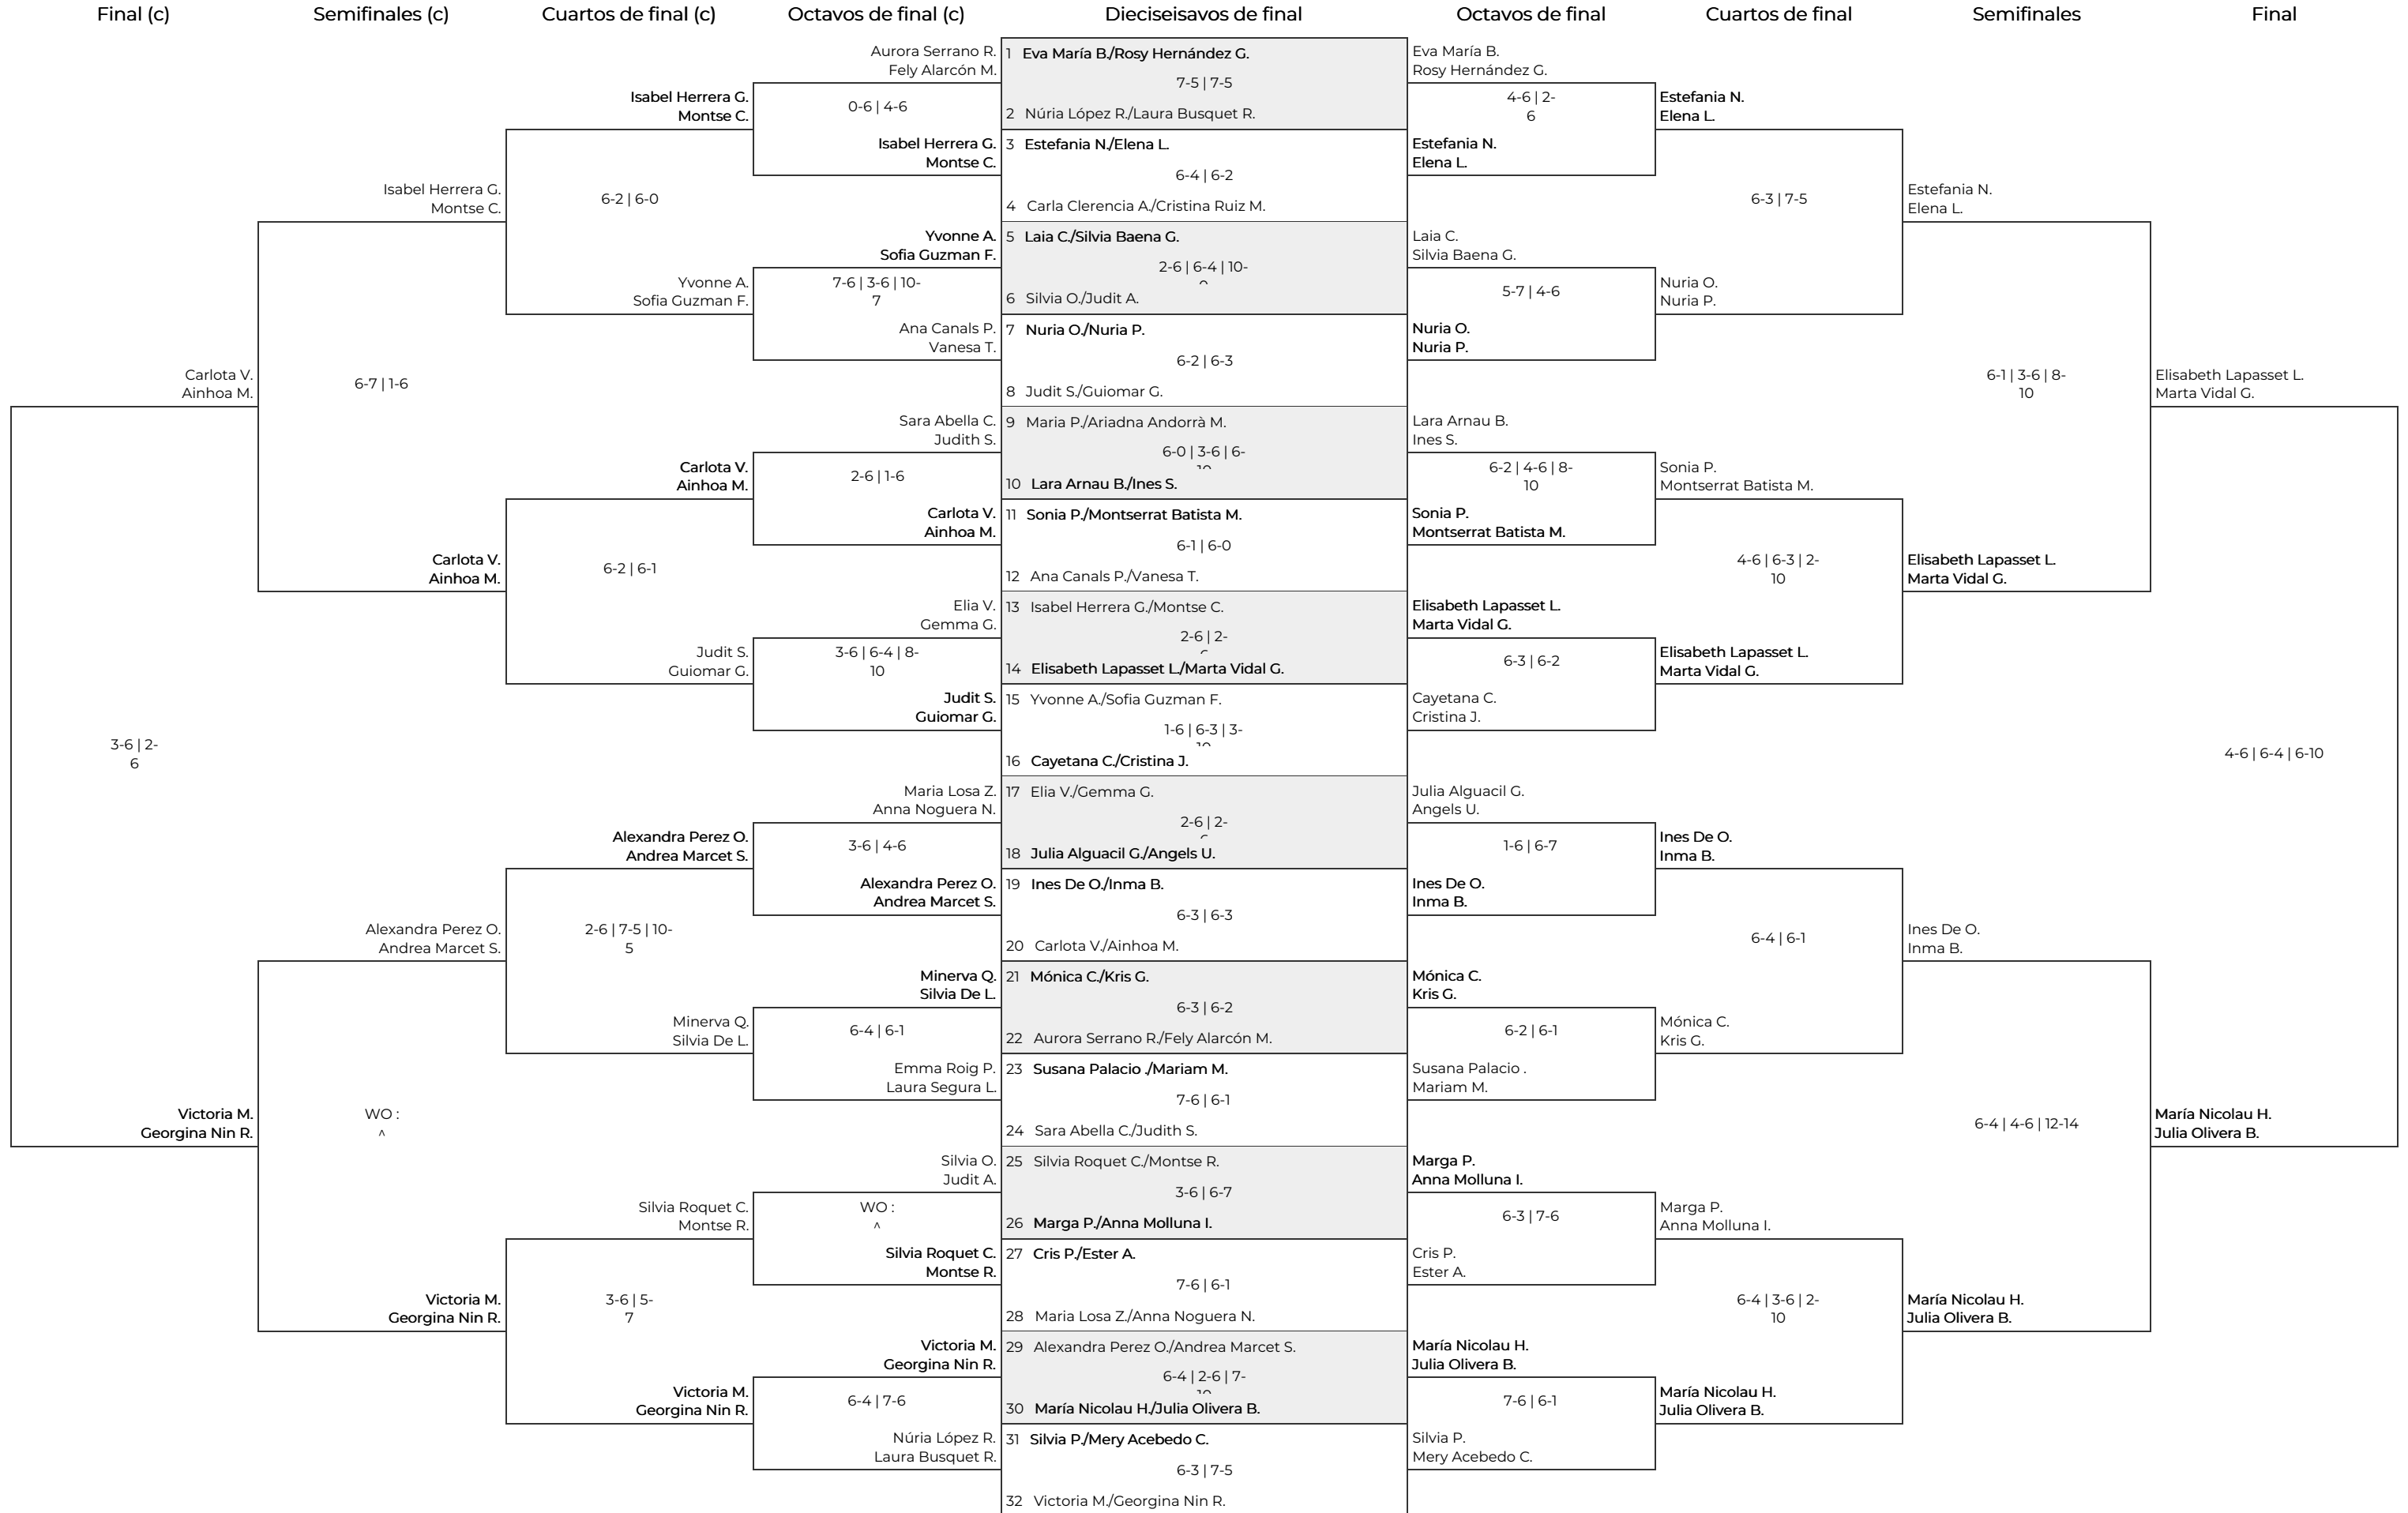 Final (c)
Semifinales (c)
Cuartos de final (c)
Octavos de final (c)
Dieciseisavos de final
Octavos de final
Cuartos de final
Semifinales
Final
Carlota V.
Ainhoa M.
3-6 | 2-
6
Victoria M.
Georgina Nin R.
Isabel Herrera G.
Montse C.
6-7 | 1-6
Carlota V.
Ainhoa M.
Alexandra Perez O.
Andrea Marcet S.
WO :
^
Victoria M.
Georgina Nin R.
Isabel Herrera G.
Montse C.
6-2 | 6-0
Yvonne A.
Sofia Guzman F.
Carlota V.
Ainhoa M.
6-2 | 6-1
Judit S.
Guiomar G.
Alexandra Perez O.
Andrea Marcet S.
2-6 | 7-5 | 10-
5
Minerva Q.
Silvia De L.
Silvia Roquet C.
Montse R.
3-6 | 5-
7
Victoria M.
Georgina Nin R.
Aurora Serrano R.
Fely Alarcón M.
0-6 | 4-6
Isabel Herrera G.
Montse C.
Yvonne A.
Sofia Guzman F.
7-6 | 3-6 | 10-
7
Ana Canals P.
Vanesa T.
Sara Abella C.
Judith S.
2-6 | 1-6
Carlota V.
Ainhoa M.
Elia V.
Gemma G.
3-6 | 6-4 | 8-
10
Judit S.
Guiomar G.
Maria Losa Z.
Anna Noguera N.
3-6 | 4-6
Alexandra Perez O.
Andrea Marcet S.
Minerva Q.
Silvia De L.
6-4 | 6-1
Emma Roig P.
Laura Segura L.
Silvia O.
Judit A.
WO :
^
Silvia Roquet C.
Montse R.
Victoria M.
Georgina Nin R.
6-4 | 7-6
Núria López R.
Laura Busquet R.
1 Eva María B./Rosy Hernández G.
7-5 | 7-5
2 Núria López R./Laura Busquet R.
3 Estefania N./Elena L.
6-4 | 6-2
4 Carla Clerencia A./Cristina Ruiz M.
5 Laia C./Silvia Baena G.
2-6 | 6-4 | 10-
6 Silvia O./Judit A.
7 Nuria O./Nuria P.
6-2 | 6-3
8 Judit S./Guiomar G.
9 Maria P./Ariadna Andorrà M.
6-0 | 3-6 | 6-
10
10 Lara Arnau B./Ines S.
11 Sonia P./Montserrat Batista M.
6-1 | 6-0
12 Ana Canals P./Vanesa T.
13 Isabel Herrera G./Montse C.
2-6 | 2-
14 Elisabeth Lapasset L./Marta Vidal G.
15 Yvonne A./Sofia Guzman F.
1-6 | 6-3 | 3-
10
16 Cayetana C./Cristina J.
17 Elia V./Gemma G.
2-6 | 2-
18 Julia Alguacil G./Angels U.
19 Ines De O./Inma B.
6-3 | 6-3
20 Carlota V./Ainhoa M.
21 Mónica C./Kris G.
6-3 | 6-2
22 Aurora Serrano R./Fely Alarcón M.
23 Susana Palacio ./Mariam M.
7-6 | 6-1
24 Sara Abella C./Judith S.
25 Silvia Roquet C./Montse R.
3-6 | 6-7
26 Marga P./Anna Molluna I.
27 Cris P./Ester A.
7-6 | 6-1
28 Maria Losa Z./Anna Noguera N.
29 Alexandra Perez O./Andrea Marcet S.
6-4 | 2-6 | 7-
10
30 María Nicolau H./Julia Olivera B.
31 Silvia P./Mery Acebedo C.
6-3 | 7-5
32 Victoria M./Georgina Nin R.
Eva María B.
Rosy Hernández G.
4-6 | 2-
6
Estefania N.
Elena L.
Laia C.
Silvia Baena G.
5-7 | 4-6
Nuria O.
Nuria P.
Lara Arnau B.
Ines S.
6-2 | 4-6 | 8-
10
Sonia P.
Montserrat Batista M.
Elisabeth Lapasset L.
Marta Vidal G.
6-3 | 6-2
Cayetana C.
Cristina J.
Julia Alguacil G.
Angels U.
1-6 | 6-7
Ines De O.
Inma B.
Mónica C.
Kris G.
6-2 | 6-1
Susana Palacio .
Mariam M.
Marga P.
Anna Molluna I.
6-3 | 7-6
Cris P.
Ester A.
María Nicolau H.
Julia Olivera B.
7-6 | 6-1
Silvia P.
Mery Acebedo C.
Estefania N.
Elena L.
6-3 | 7-5
Nuria O.
Nuria P.
Sonia P.
Montserrat Batista M.
4-6 | 6-3 | 2-
10
Elisabeth Lapasset L.
Marta Vidal G.
Ines De O.
Inma B.
6-4 | 6-1
Mónica C.
Kris G.
Marga P.
Anna Molluna I.
6-4 | 3-6 | 2-
10
María Nicolau H.
Julia Olivera B.
Estefania N.
Elena L.
6-1 | 3-6 | 8-
10
Elisabeth Lapasset L.
Marta Vidal G.
Ines De O.
Inma B.
6-4 | 4-6 | 12-14
María Nicolau H.
Julia Olivera B.
Elisabeth Lapasset L.
Marta Vidal G.
4-6 | 6-4 | 6-10
María Nicolau H.
Julia Olivera B.